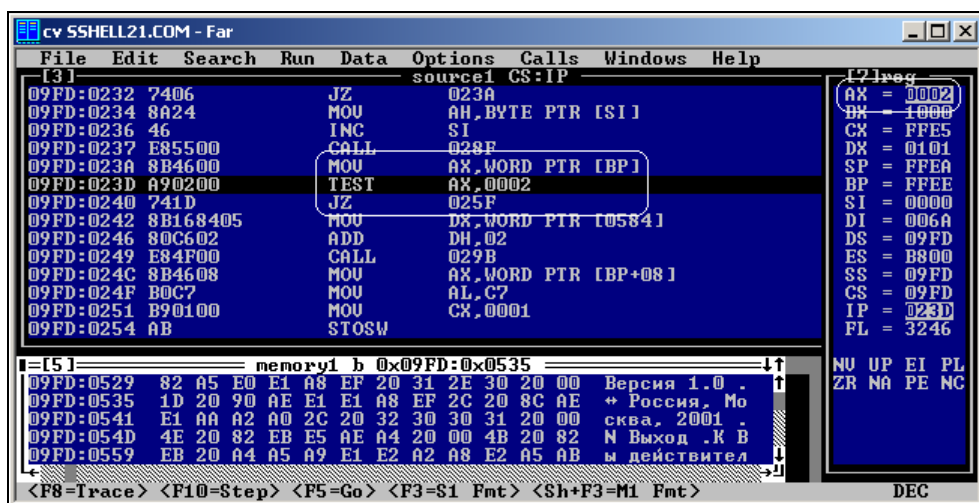 cv SSHELL21.COM - Far
File Edit Search Run Data Options Calls Windows Help
[3] source1 CS:IP
09FD:0232 7406 JZ 023A
09FD:0234 8A24 MOV AH,BYTE PTR [SI]
09FD:0236 46 INC SI
09FD:0237 E85500 CALL 028F
09FD:023A 8B4600 MOV AX,WORD PTR [BP]
09FD:023D A90200 TEST AX,0002
09FD:0240 741D JZ 025F
09FD:0242 8B168405 MOV DX,WORD PTR [0584]
09FD:0246 80C602 ADD DH,02
09FD:0249 E84F00 CALL 029B
09FD:024C 8B4608 MOV AX,WORD PTR [BP+08]
09FD:024F B0C7 MOV AL,C7
09FD:0251 B90100 MOV CX,0001
09FD:0254 AB STOSW
[7]reg
AX = 0002
BX = 1000
CX = FFE5
DX = 0101
SP = FFEA
BP = FFEE
SI = 0000
DI = 006A
DS = 09FD
ES = B800
SS = 09FD
CS = 09FD
IP = 023D
FL = 3246
NV UP EI PL
ZR NA PE NC
[5] memory1 b 0x09FD:0x0535
09FD:0529 82 A5 E0 E1 A8 EF 20 31 2E 30 20 00 Версия 1.0 .
09FD:0535 1D 20 90 AE E1 E1 A8 EF 2C 20 8C AE ↔ Россия, Мо
09FD:0541 E1 AA A2 A0 2C 20 32 30 30 31 20 00 сква, 2001 .
09FD:054D 4E 20 82 EB E5 AE A4 20 00 4B 20 82 N Выход .K В
09FD:0559 EB 20 A4 A5 A9 E1 E2 A2 A8 E2 A5 AB ы действител
<F8=Trace> <F10=Step> <F5=Go> <F3=S1 Fmt> <Sh+F3=M1 Fmt> DEC